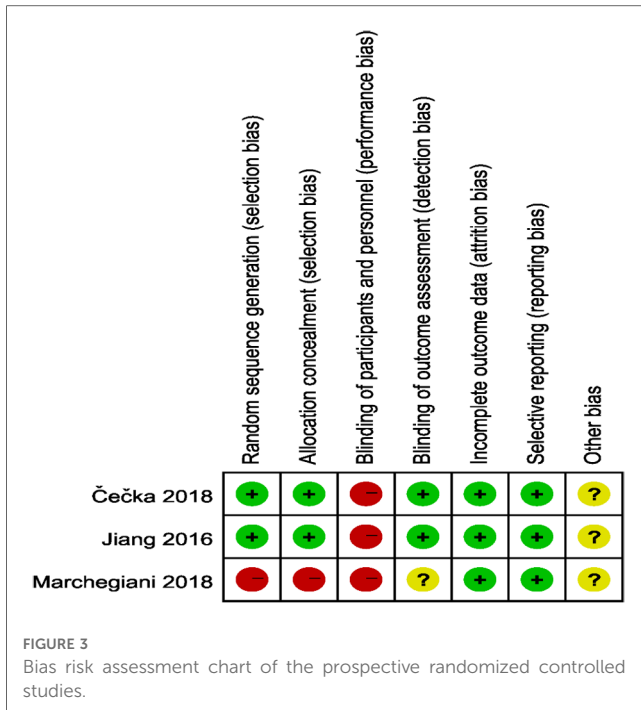 Random sequence generation (selection bias)
Allocation concealment (selection bias)
Blinding of participants and personnel (performance bias)
Blinding of outcome assessment (detection bias)
Incomplete outcome data (attrition bias)
Selective reporting (reporting bias)
Other bias
Čečka 2018 + + − + + + ?
Jiang 2016 + + − + + + ?
Marchegiani 2018 − − − ? + + ?
FIGURE 3
Bias risk assessment chart of the prospective randomized controlled
studies.